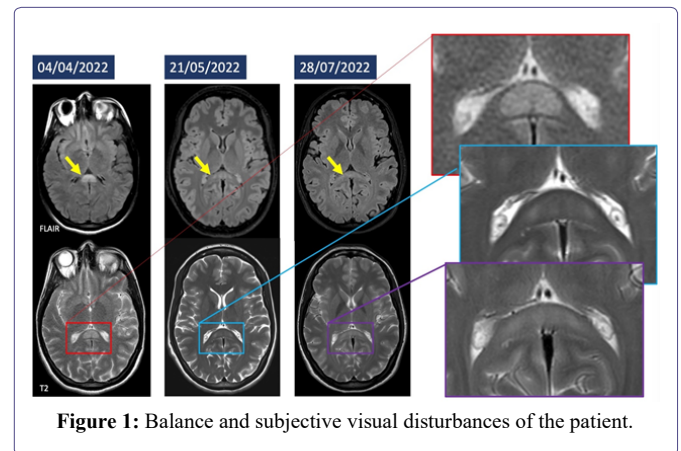 04/04/2022
21/05/2022
28/07/2022
FLAIR
T2
Figure 1: Balance and subjective visual disturbances of the patient.